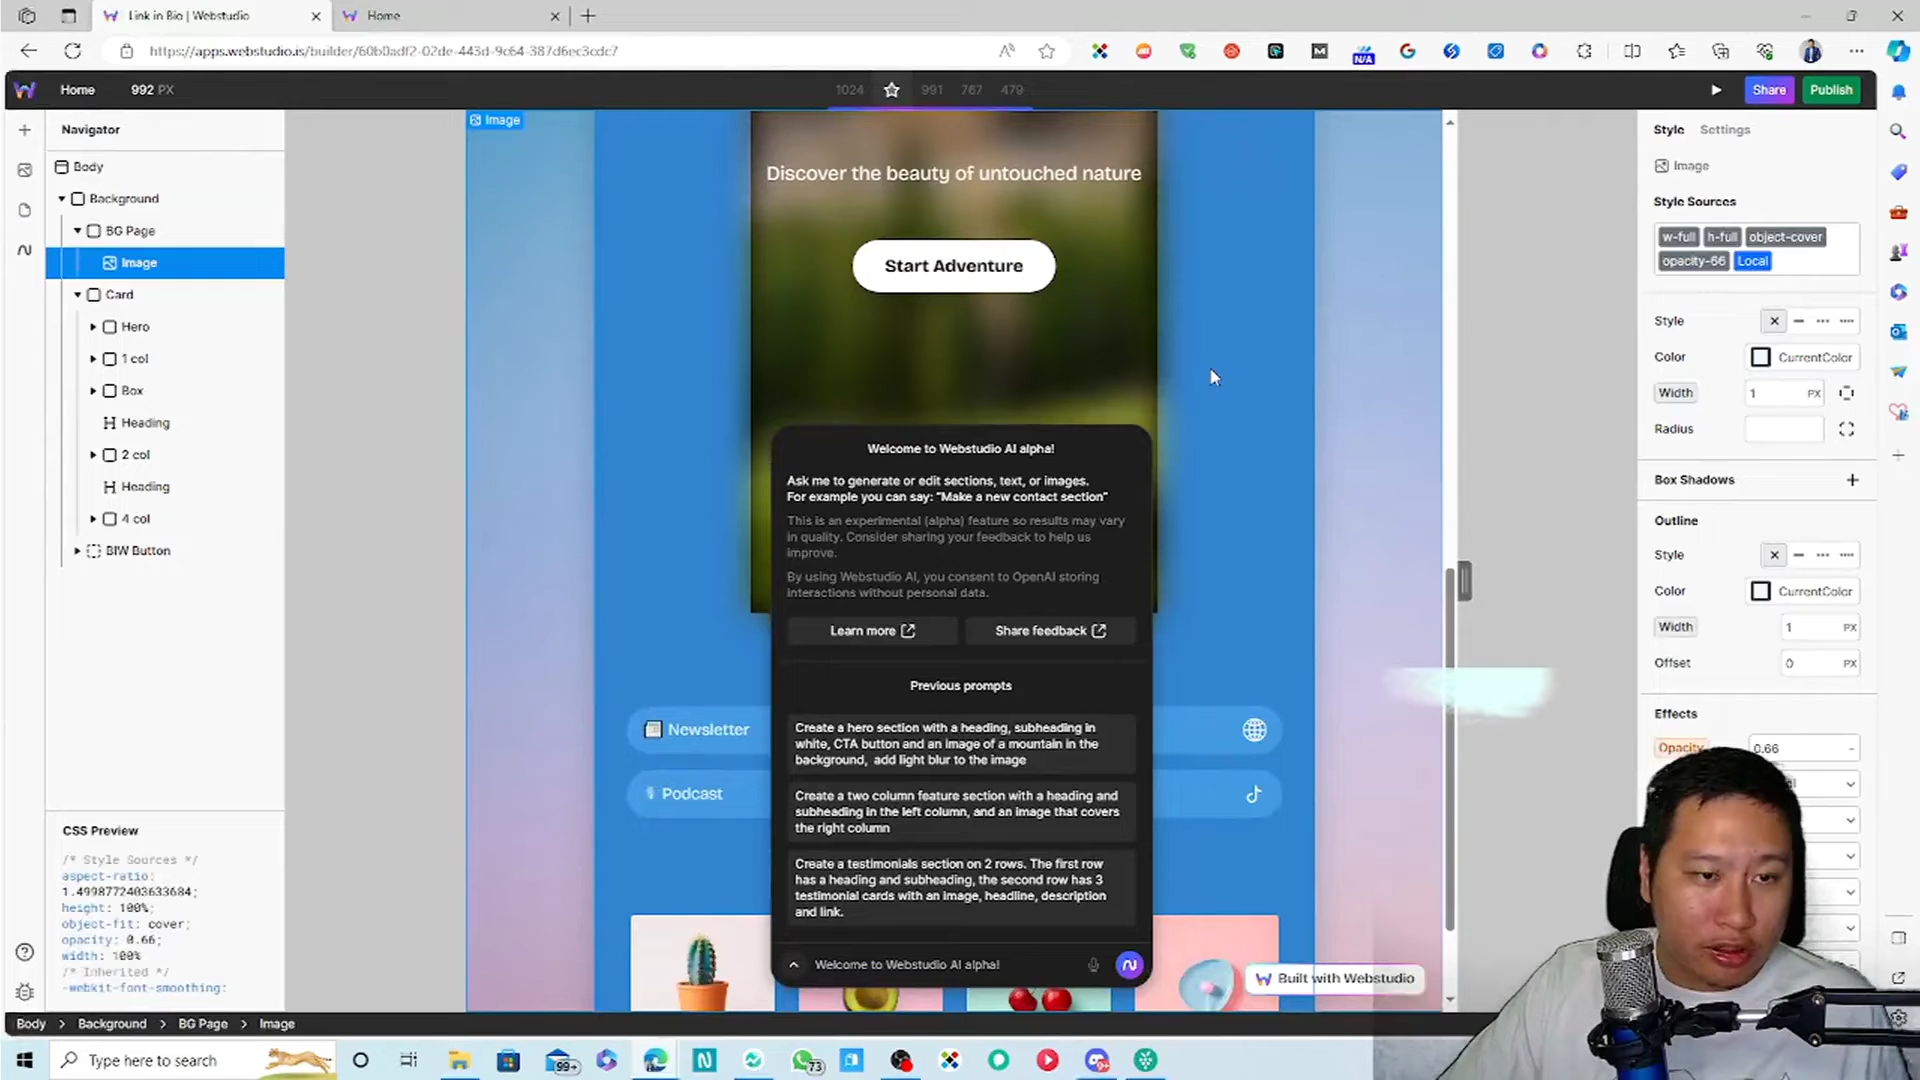 Link in Bio | Webstudio
Home
https://apps.webstudio.is/builder/60b0adf2-02de-443d-9c64-387d6ec3cdc7
N/A
Home
992 PX
1024
991
767
479
Share
Publish
Navigator
Body
Background
BG Page
Image
Card
Hero
1 col
Box
Heading
2 col
Heading
4 col
BIW Button
CSS Preview
/* Style Sources */
aspect-ratio:
1.4998772403633684;
height: 100%;
object-fit: cover;
opacity: 0.66;
width: 100%
/* Inherited */
-webkit-font-smoothing:
Image
Discover the beauty of untouched nature
Start Adventure
Newsletter
Podcast
Welcome to Webstudio AI alpha!
Ask me to generate or edit sections, text, or images.
For example you can say: “Make a new contact section”
This is an experimental (alpha) feature so results may vary
in quality. Consider sharing your feedback to help us
improve.
By using Webstudio AI, you consent to OpenAI storing
interactions without personal data.
Learn more
Share feedback
Previous prompts
Create a hero section with a heading, subheading in
white, CTA button and an image of a mountain in the
background, add light blur to the image
Create a two column feature section with a heading and
subheading in the left column, and an image that covers
the right column
Create a testimonials section on 2 rows. The first row
has a heading and subheading, the second row has 3
testimonial cards with an image, headline, description
and link.
Welcome to Webstudio AI alpha!
Built with Webstudio
Style
Settings
Image
Style Sources
w-full
h-full
object-cover
opacity-66
Local
Style
Color
CurrentColor
Width
1
PX
Radius
Box Shadows
Outline
Style
Color
CurrentColor
Width
1
PX
Offset
0
PX
Effects
Opacity
0.66
Body
Background
BG Page
Image
Type here to search
99+
73